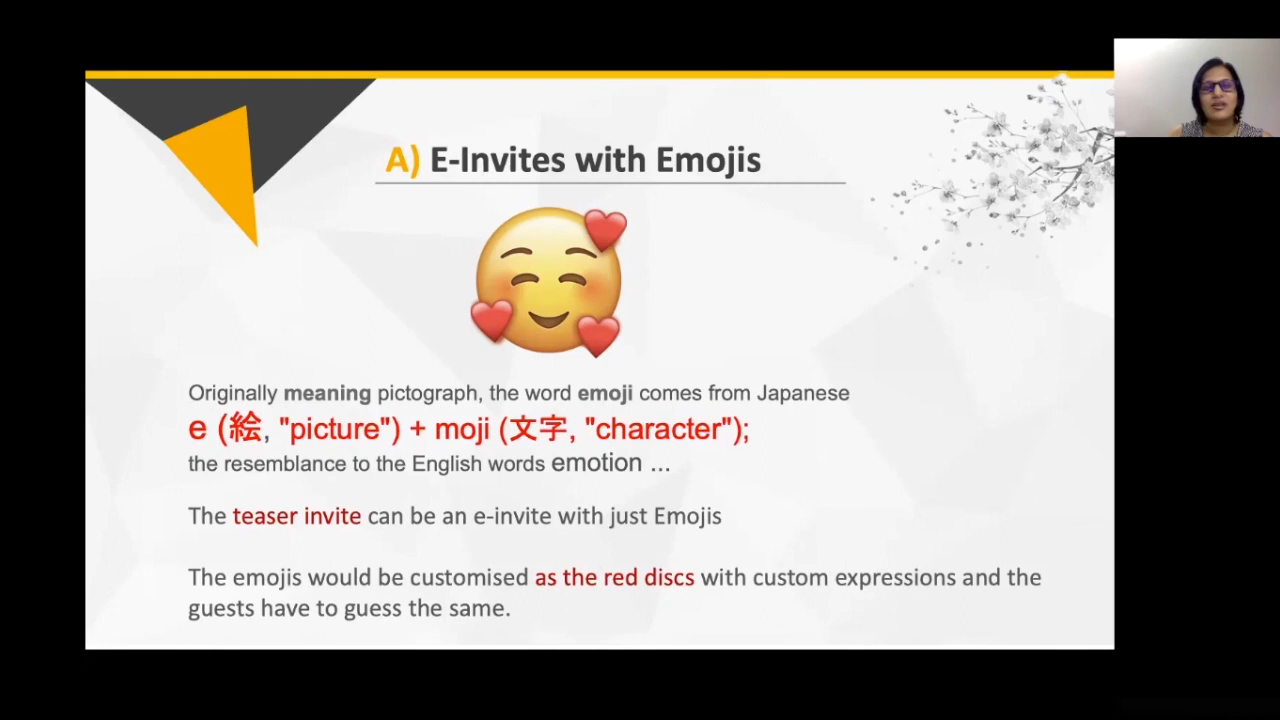 A) E-Invites with Emojis
Originally meaning pictograph, the word emoji comes from Japanese
e (絵, "picture") + moji (文字, "character");
the resemblance to the English words emotion ...
The teaser invite can be an e-invite with just Emojis
The emojis would be customised as the red discs with custom expressions and the
guests have to guess the same.